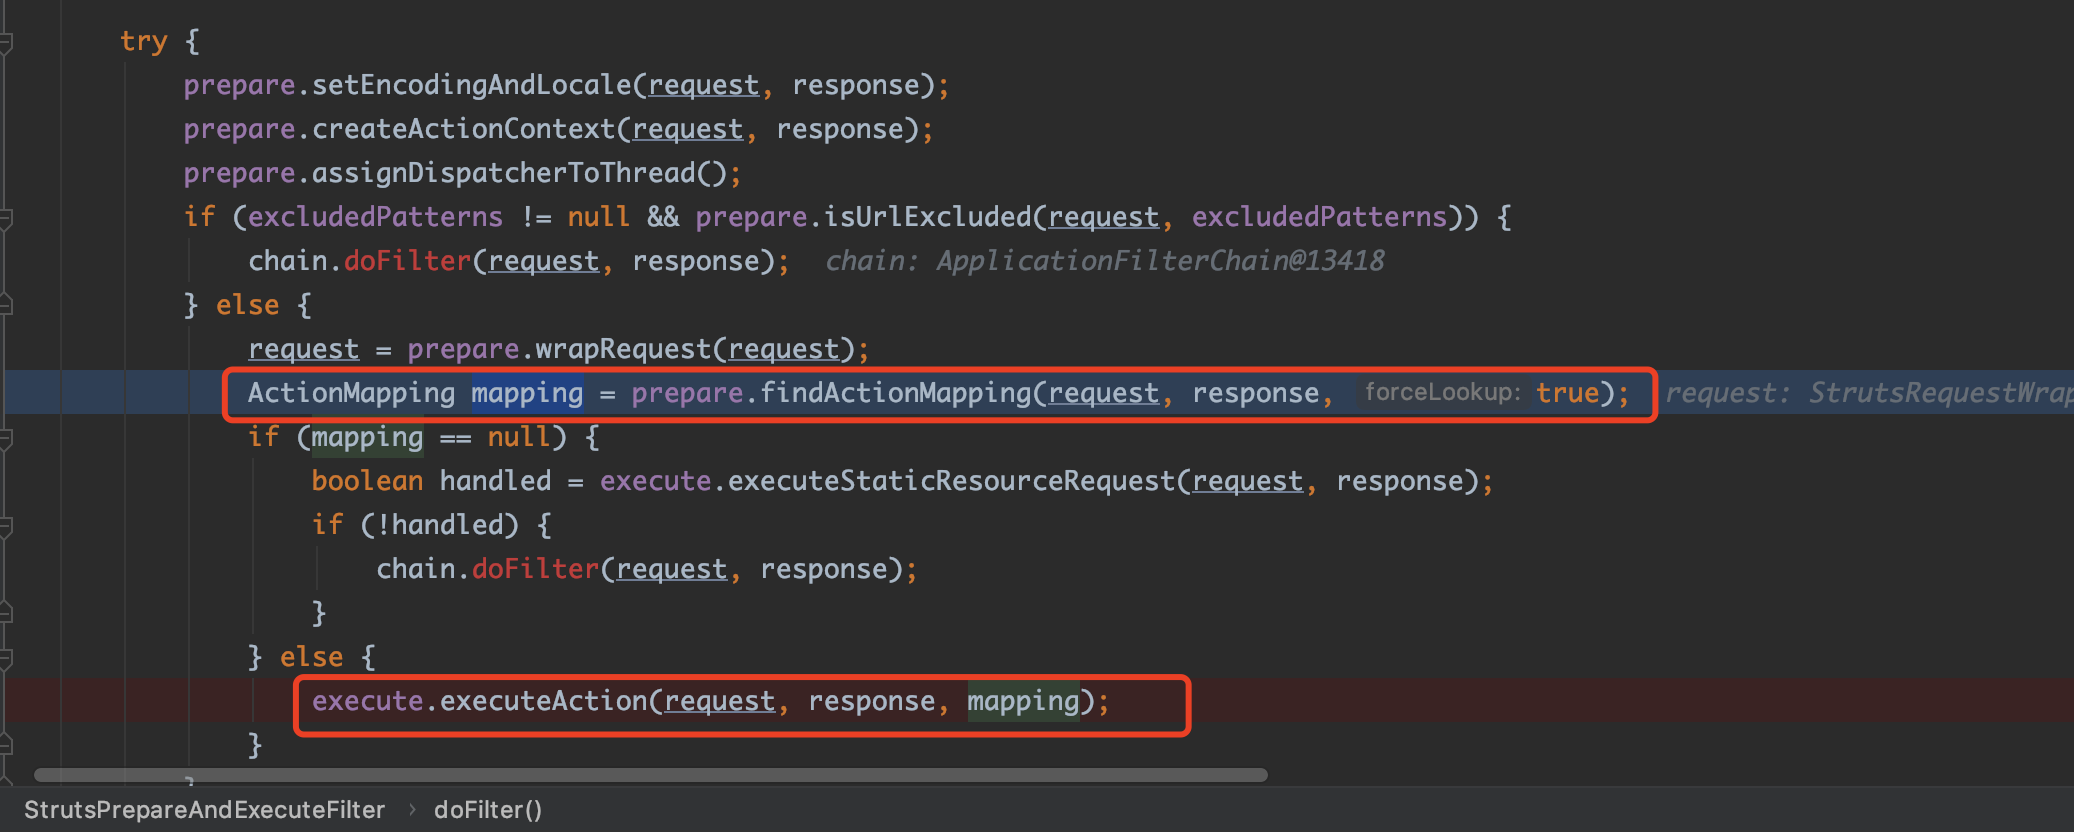 try {
prepare.setEncodingAndLocale(request, response);
prepare.createActionContext(request, response);
prepare.assignDispatcherToThread();
if (excludedPatterns != null && prepare.isUrlExcluded(request, excludedPatterns)) {
chain.doFilter(request, response); chain: ApplicationFilterChain@13418
} else {
request = prepare.wrapRequest(request);
ActionMapping mapping = prepare.findActionMapping(request, response, forceLookup: true); request: StrutsRequestWrap
if (mapping == null) {
boolean handled = execute.executeStaticResourceRequest(request, response);
if (!handled) {
chain.doFilter(request, response);
}
} else {
execute.executeAction(request, response, mapping);
}
}
StrutsPrepareAndExecuteFilter › doFilter()